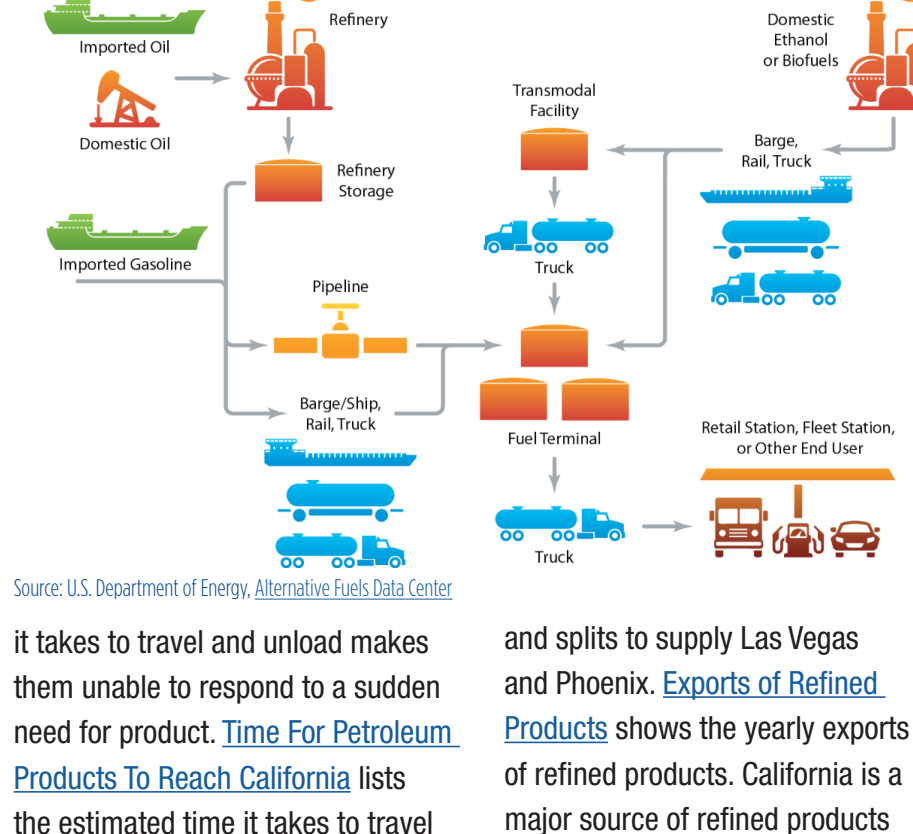 Imported Oil
Refinery
Domestic
Ethanol
or Biofuels
Domestic Oil
Transmodal
Facility
Barge,
Rail, Truck
Refinery
Storage
Imported Gasoline
Truck
Pipeline
Barge/Ship,
Rail, Truck
Fuel Terminal
Retail Station, Fleet Station,
or Other End User
Truck
Source: U.S. Department of Energy, Alternative Fuels Data Center
it takes to travel and unload makes
them unable to respond to a sudden
need for product. Time For Petroleum
Products To Reach California lists
the estimated time it takes to travel
and splits to supply Las Vegas
and Phoenix. Exports of Refined
Products shows the yearly exports
of refined products. California is a
major source of refined products